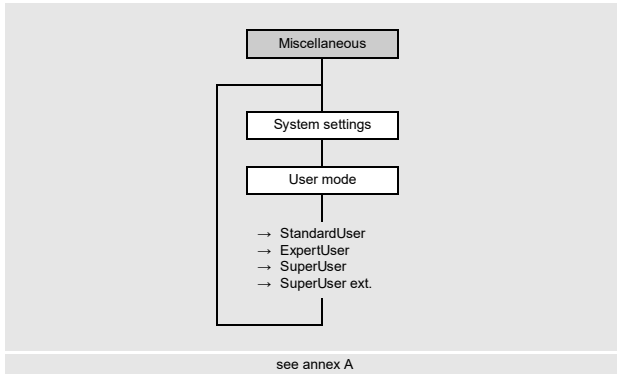 Miscellaneous
System settings
User mode
→ StandardUser
→ ExpertUser
→ SuperUser
→ SuperUser ext.
see annex A